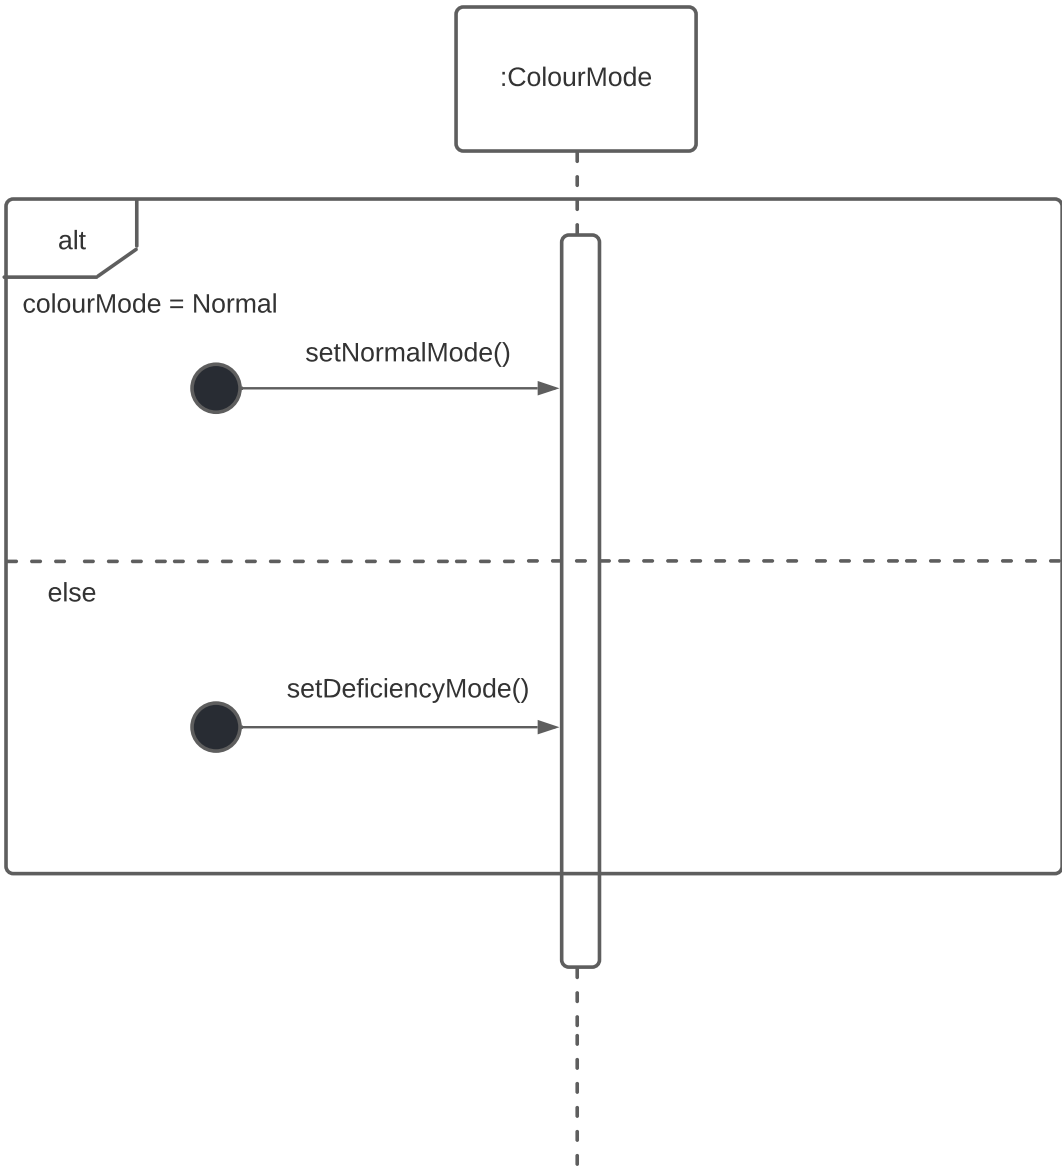 :ColourMode
alt
colourMode = Normal
setNormalMode()
else
setDeficiencyMode()